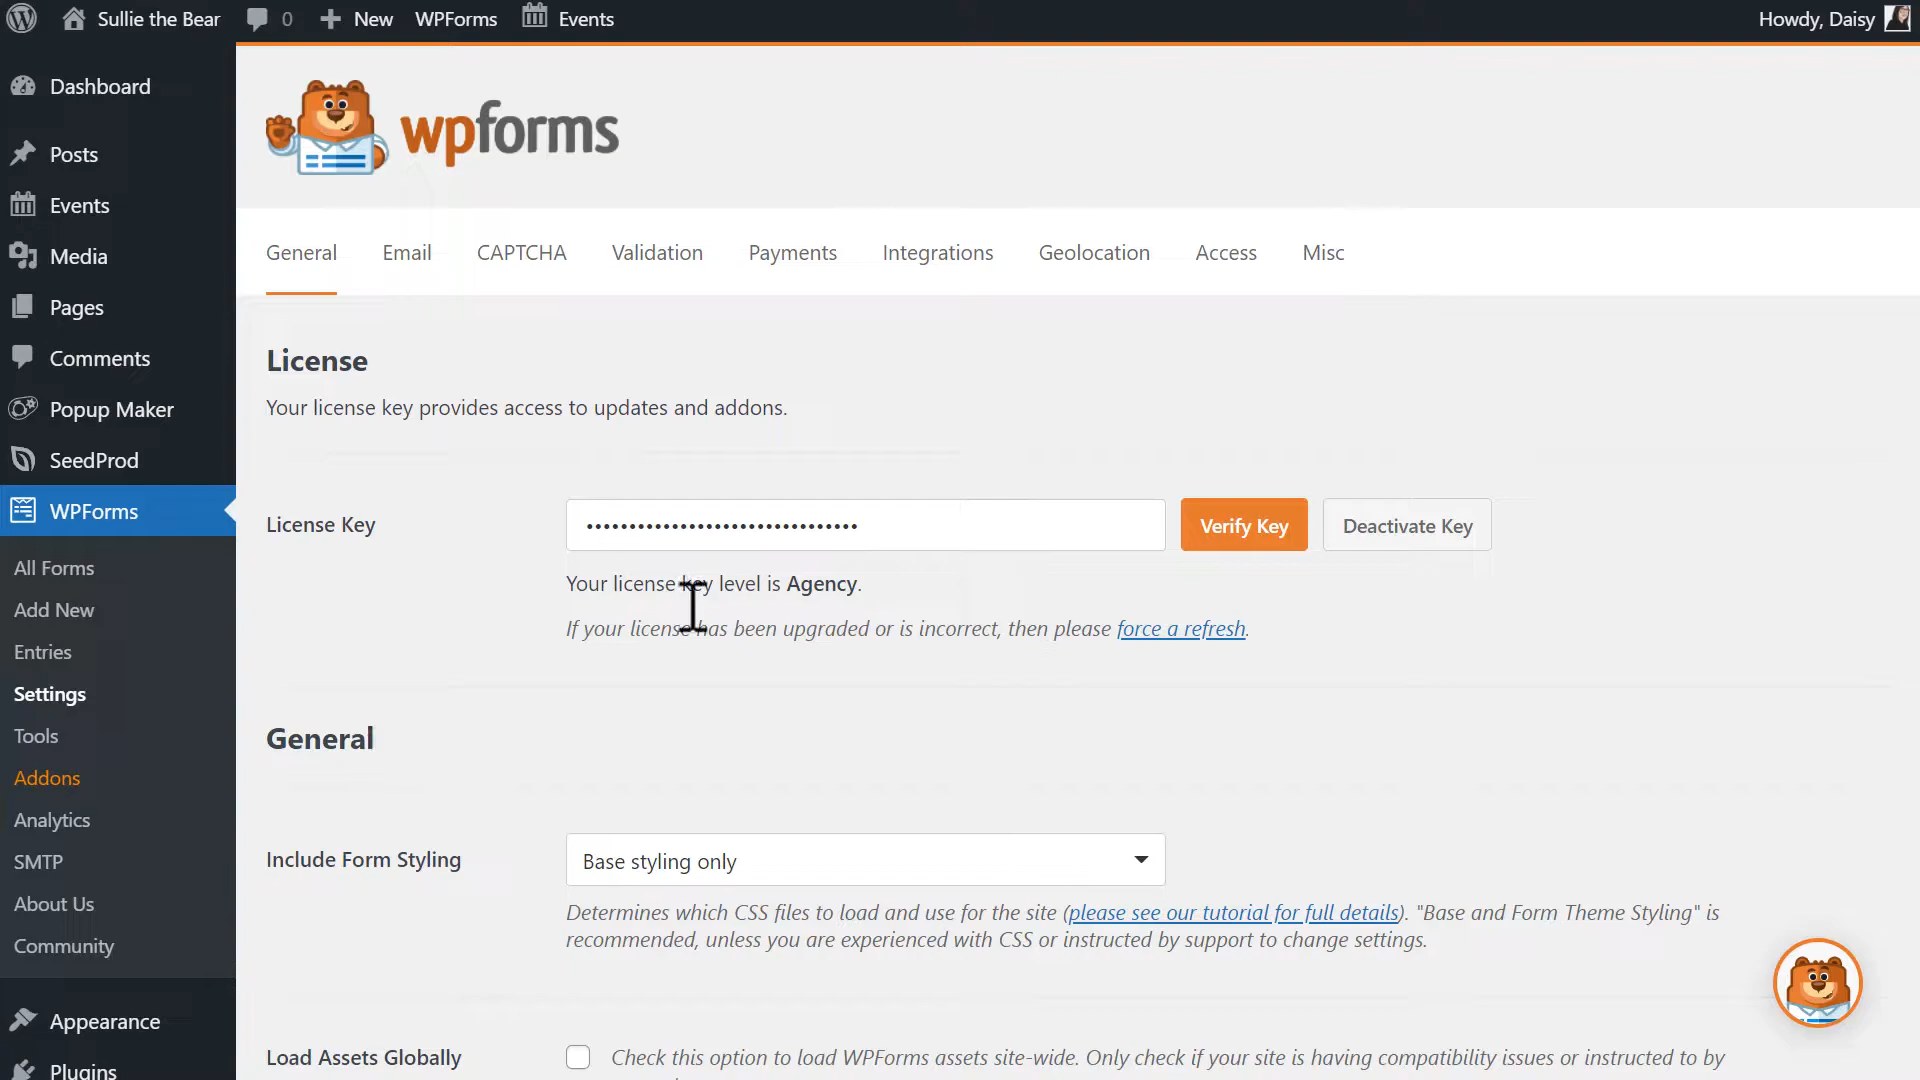 Sullie the Bear 0 New WPForms Events Howdy, Daisy
Dashboard
Posts
Events
Media
Pages
Comments
Popup Maker
SeedProd
WPForms
All Forms
Add New
Entries
Settings
Tools
Addons
Analytics
SMTP
About Us
Community
Appearance
Plugins
wpforms
General Email CAPTCHA Validation Payments Integrations Geolocation Access Misc
License
Your license key provides access to updates and addons.
License Key •••••••••••••••••••••••••••••••• Verify Key Deactivate Key
Your license key level is Agency.
If your license has been upgraded or is incorrect, then please force a refresh.
General
Include Form Styling Base styling only
Determines which CSS files to load and use for the site (please see our tutorial for full details). "Base and Form Theme Styling" is
recommended, unless you are experienced with CSS or instructed by support to change settings.
Load Assets Globally Check this option to load WPForms assets site-wide. Only check if your site is having compatibility issues or instructed to by